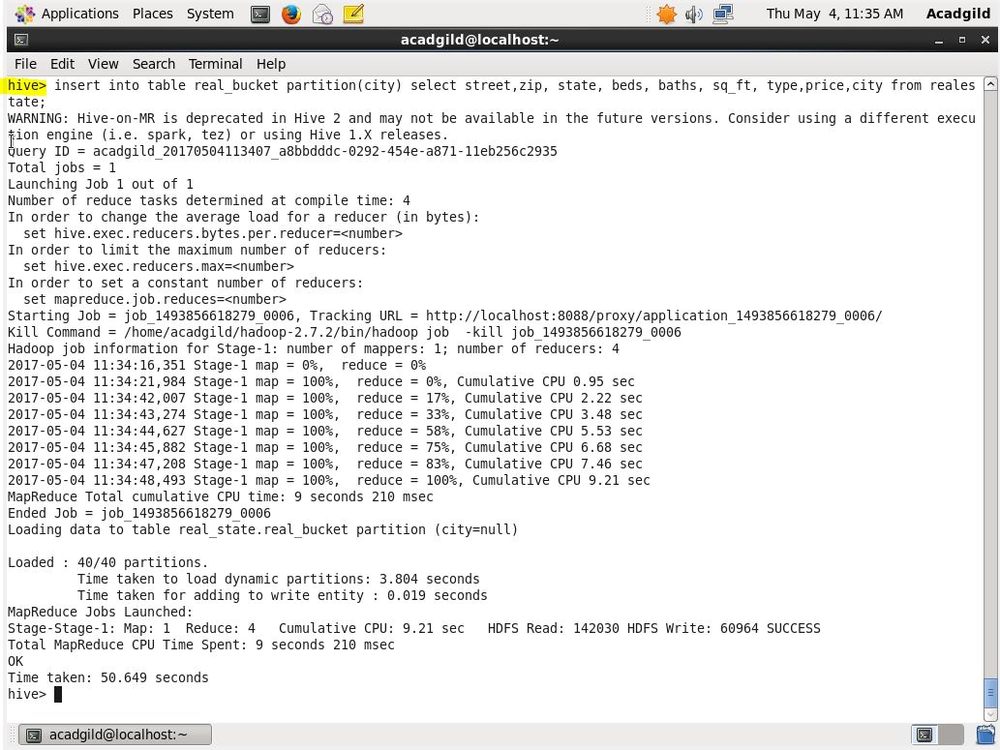 Applications Places System Thu May 4, 11:35 AM Acadgild
acadgild@localhost:~
File Edit View Search Terminal Help
hive> insert into table real_bucket partition(city) select street,zip, state, beds, baths, sq_ft, type,price,city from reales
tate;
WARNING: Hive-on-MR is deprecated in Hive 2 and may not be available in the future versions. Consider using a different execu
tion engine (i.e. spark, tez) or using Hive 1.X releases.
Query ID = acadgild_20170504113407_a8bbdddc-0292-454e-a871-11eb256c2935
Total jobs = 1
Launching Job 1 out of 1
Number of reduce tasks determined at compile time: 4
In order to change the average load for a reducer (in bytes):
  set hive.exec.reducers.bytes.per.reducer=<number>
In order to limit the maximum number of reducers:
  set hive.exec.reducers.max=<number>
In order to set a constant number of reducers:
  set mapreduce.job.reduces=<number>
Starting Job = job_1493856618279_0006, Tracking URL = http://localhost:8088/proxy/application_1493856618279_0006/
Kill Command = /home/acadgild/hadoop-2.7.2/bin/hadoop job  -kill job_1493856618279_0006
Hadoop job information for Stage-1: number of mappers: 1; number of reducers: 4
2017-05-04 11:34:16,351 Stage-1 map = 0%,  reduce = 0%
2017-05-04 11:34:21,984 Stage-1 map = 100%,  reduce = 0%, Cumulative CPU 0.95 sec
2017-05-04 11:34:42,007 Stage-1 map = 100%,  reduce = 17%, Cumulative CPU 2.22 sec
2017-05-04 11:34:43,274 Stage-1 map = 100%,  reduce = 33%, Cumulative CPU 3.48 sec
2017-05-04 11:34:44,627 Stage-1 map = 100%,  reduce = 58%, Cumulative CPU 5.53 sec
2017-05-04 11:34:45,882 Stage-1 map = 100%,  reduce = 75%, Cumulative CPU 6.68 sec
2017-05-04 11:34:47,208 Stage-1 map = 100%,  reduce = 83%, Cumulative CPU 7.46 sec
2017-05-04 11:34:48,493 Stage-1 map = 100%,  reduce = 100%, Cumulative CPU 9.21 sec
MapReduce Total cumulative CPU time: 9 seconds 210 msec
Ended Job = job_1493856618279_0006
Loading data to table real_state.real_bucket partition (city=null)
Loaded : 40/40 partitions.
         Time taken to load dynamic partitions: 3.804 seconds
         Time taken for adding to write entity : 0.019 seconds
MapReduce Jobs Launched:
Stage-Stage-1: Map: 1  Reduce: 4   Cumulative CPU: 9.21 sec   HDFS Read: 142030 HDFS Write: 60964 SUCCESS
Total MapReduce CPU Time Spent: 9 seconds 210 msec
OK
Time taken: 50.649 seconds
hive>
acadgild@localhost:~